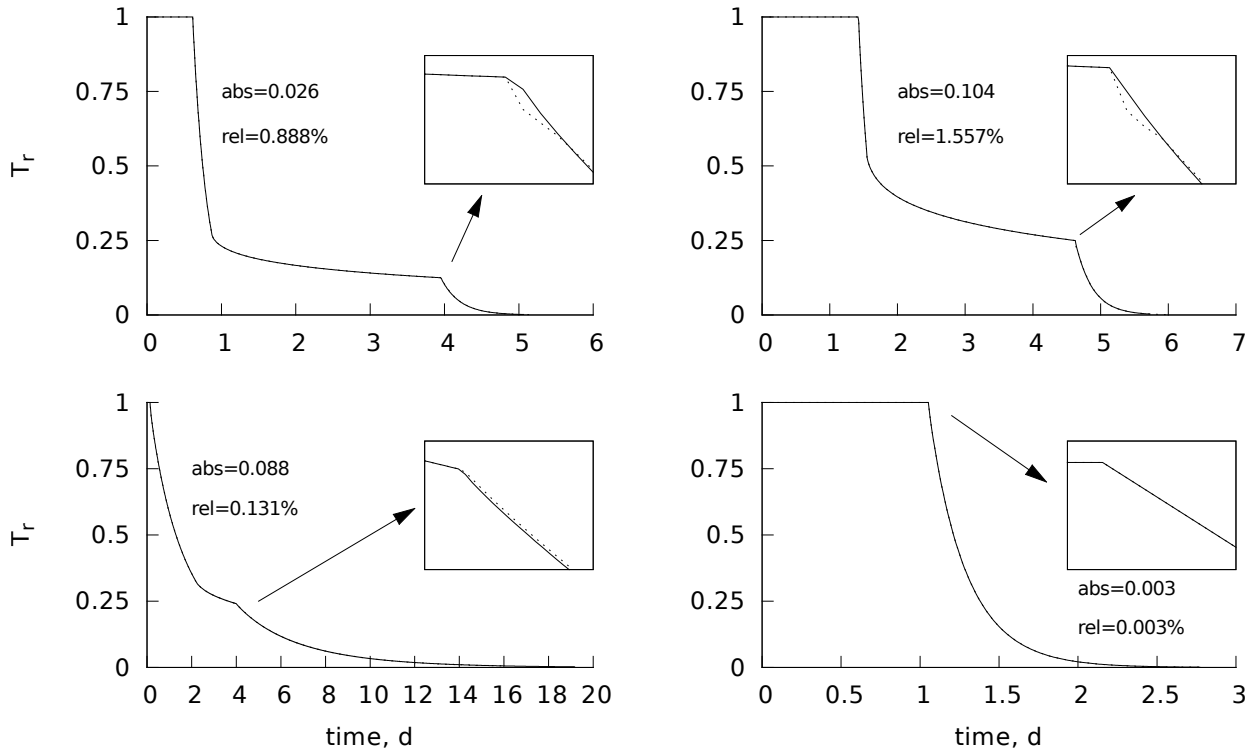 1
0.75
0.5
0.25
0
T_r
abs=0.026
rel=0.888%
0 1 2 3 4 5 6
1
0.75
0.5
0.25
0
abs=0.104
rel=1.557%
0 1 2 3 4 5 6 7
1
0.75
0.5
0.25
0
T_r
abs=0.088
rel=0.131%
0 2 4 6 8 10 12 14 16 18 20
time, d
1
0.75
0.5
0.25
0
abs=0.003
rel=0.003%
0 0.5 1 1.5 2 2.5 3
time, d